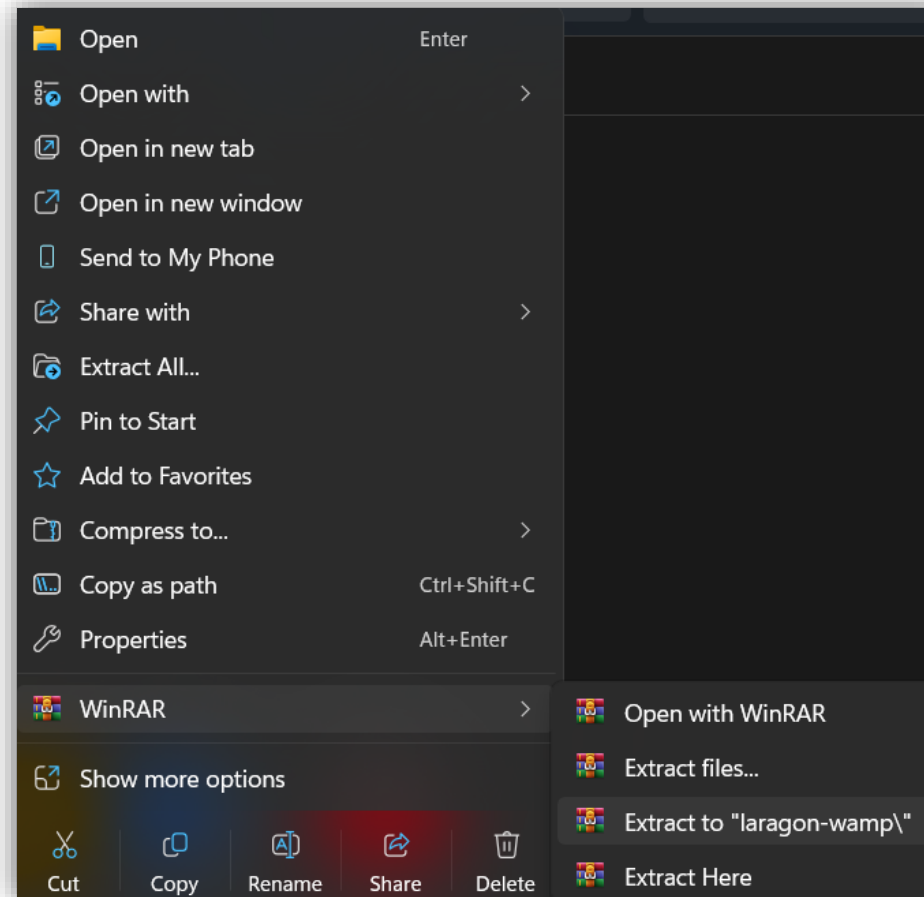 Open Enter
Open with
Open in new tab
Open in new window
Send to My Phone
Share with
Extract All...
Pin to Start
Add to Favorites
Compress to...
Copy as path Ctrl+Shift+C
Properties Alt+Enter
WinRAR
Show more options
Cut Copy Rename Share Delete
Open with WinRAR
Extract files...
Extract to "laragon-wamp\"
Extract Here